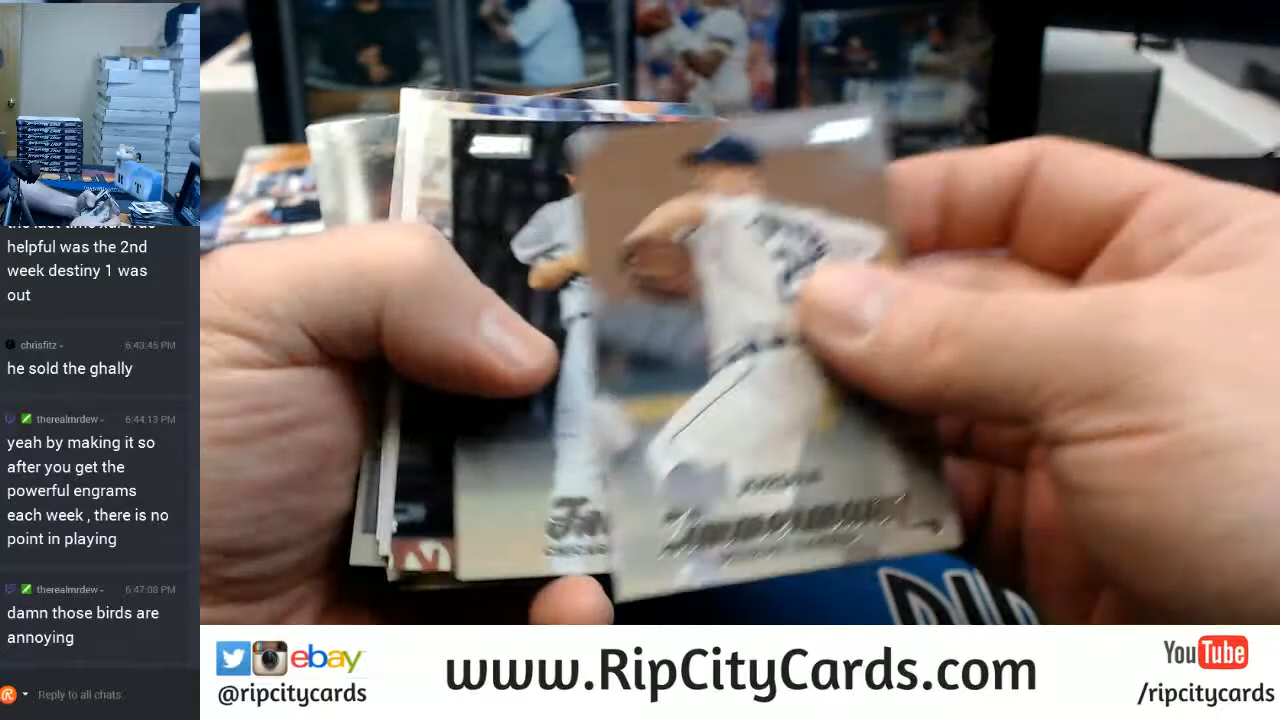 helpful was the 2nd
week destiny 1 was
out
chrisfitz
6:43:45 PM
he sold the ghally
therealmrdew
6:44:13 PM
yeah by making it so
after you get the
powerful engrams
each week , there is no
point in playing
therealmrdew
6:47:08 PM
damn those birds are
annoying
Reply to all chats:
Zimmermann
ebay
@ripcitycards
www.RipCityCards.com
YouTube
/ripcitycards